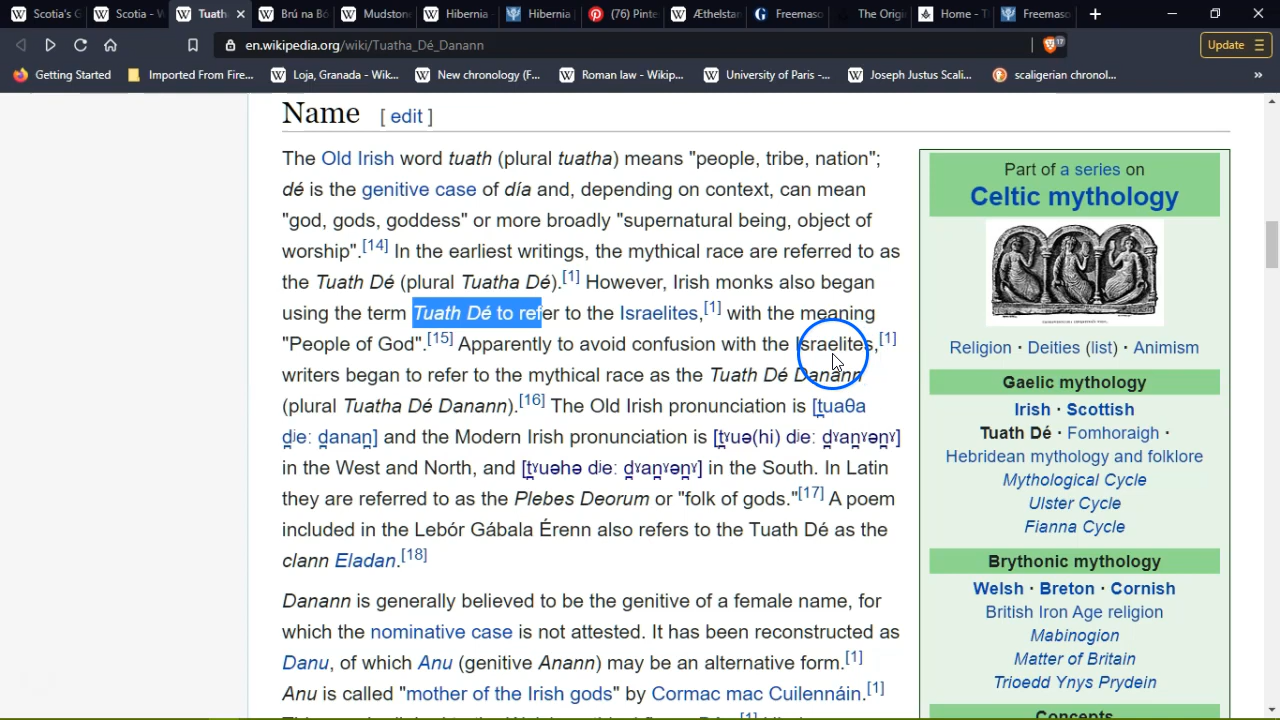 Scotia's G
Scotia - W
Tuath
Brú na Bó
Mudstone
Hibernia
Hibernia
(76) Pinte
Æthelstan
Freemaso
The Origi
Home - T
Freemaso
en.wikipedia.org/wiki/Tuatha_Dé_Danann
17
Update
Getting Started
Imported From Fire...
Loja, Granada - Wik...
New chronology (F...
Roman law - Wikip...
University of Paris -...
Joseph Justus Scali...
scaligerian chronol...
»
Name [ edit ]
The Old Irish word tuath (plural tuatha) means "people, tribe, nation";
dé is the genitive case of día and, depending on context, can mean
"god, gods, goddess" or more broadly "supernatural being, object of
worship".[14] In the earliest writings, the mythical race are referred to as
the Tuath Dé (plural Tuatha Dé).[1] However, Irish monks also began
using the term Tuath Dé to refer to the Israelites,[1] with the meaning
"People of God".[15] Apparently to avoid confusion with the Israelites,[1]
writers began to refer to the mythical race as the Tuath Dé Danann
(plural Tuatha Dé Danann).[16] The Old Irish pronunciation is [t̪uaθa
d̪ʲeː d̪anan̪] and the Modern Irish pronunciation is [t̪ˠuə(hi) dʲeː d̪ˠan̪ˠən̪ˠ]
in the West and North, and [t̪ˠuəhə dʲeː d̪ˠan̪ˠən̪ˠ] in the South. In Latin
they are referred to as the Plebes Deorum or "folk of gods."[17] A poem
included in the Lebór Gábala Érenn also refers to the Tuath Dé as the
clann Eladan.[18]
Danann is generally believed to be the genitive of a female name, for
which the nominative case is not attested. It has been reconstructed as
Danu, of which Anu (genitive Anann) may be an alternative form.[1]
Anu is called "mother of the Irish gods" by Cormac mac Cuilennáin.[1]
Part of a series on
Celtic mythology
Religion · Deities (list) · Animism
Gaelic mythology
Irish · Scottish
Tuath Dé · Fomhoraigh ·
Hebridean mythology and folklore
Mythological Cycle
Ulster Cycle
Fianna Cycle
Brythonic mythology
Welsh · Breton · Cornish
British Iron Age religion
Mabinogion
Matter of Britain
Trioedd Ynys Prydein
Concepts